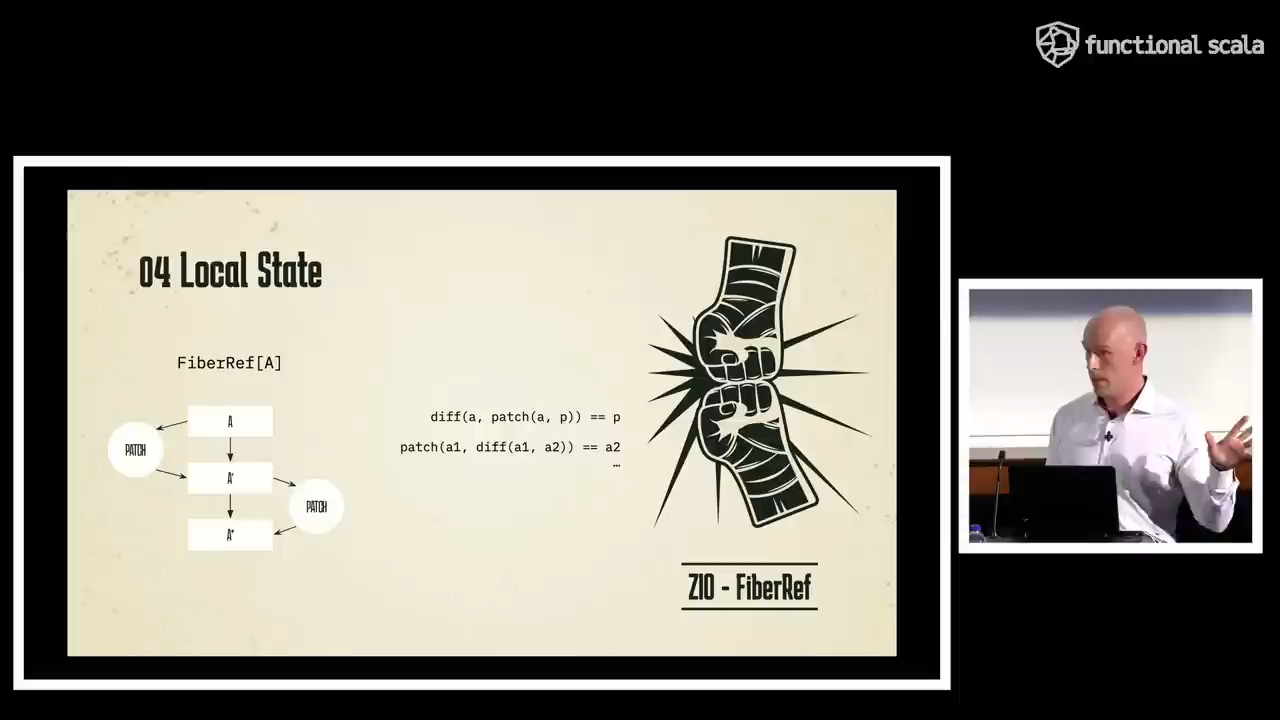 functional scala
04 Local State
FiberRef[A]
A
PATCH
A'
PATCH
A"
diff(a, patch(a, p)) == p
patch(a1, diff(a1, a2)) == a2
…
ZIO - FiberRef